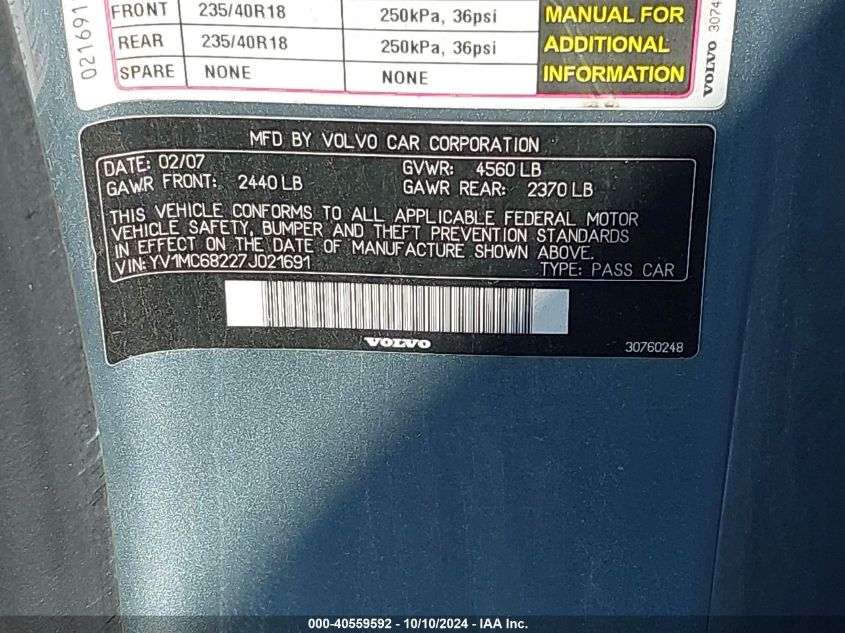 FRONT 235/40R18 250kPa, 36psi MANUAL FOR
REAR 235/40R18 250kPa, 36psi ADDITIONAL
SPARE NONE NONE INFORMATION
021691
VOLVO
MFD BY VOLVO CAR CORPORATION
DATE: 02/07 GVWR: 4560 LB
GAWR FRONT: 2440 LB GAWR REAR: 2370 LB
THIS VEHICLE CONFORMS TO ALL APPLICABLE FEDERAL MOTOR
VEHICLE SAFETY, BUMPER AND THEFT PREVENTION STANDARDS
IN EFFECT ON THE DATE OF MANUFACTURE SHOWN ABOVE.
VIN: YV1MC68227J021691 TYPE: PASS CAR
VOLVO
30760248
000-40559592 - 10/10/2024 - IAA Inc.